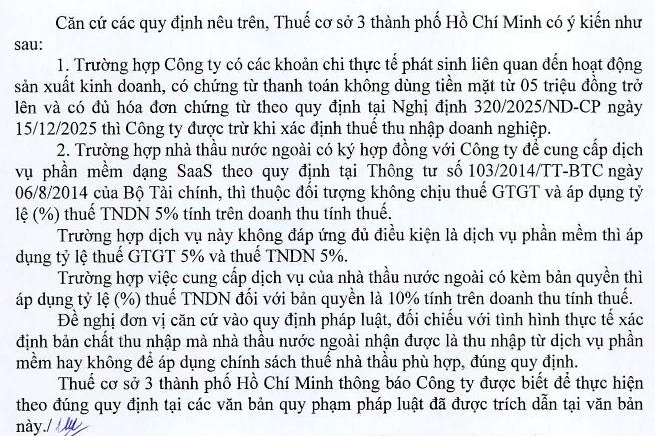 Căn cứ các quy định nêu trên, Thuế cơ sở 3 thành phố Hồ Chí Minh có ý kiến như
sau:
1. Trường hợp Công ty có các khoản chi thực tế phát sinh liên quan đến hoạt động
sản xuất kinh doanh, có chứng từ thanh toán không dùng tiền mặt từ 05 triệu đồng trở
lên và có đủ hóa đơn chứng từ theo quy định tại Nghị định 320/2025/ND-CP ngày
15/12/2025 thì Công ty được trừ khi xác định thuế thu nhập doanh nghiệp.
2. Trường hợp nhà thầu nước ngoài có ký hợp đồng với Công ty để cung cấp dịch
vụ phần mềm dạng SaaS theo quy định tại Thông tư số 103/2014/TT-BTC ngày
06/8/2014 của Bộ Tài chính, thì thuộc đối tượng không chịu thuế GTGT và áp dụng tỷ
lệ (%) thuế TNDN 5% tính trên doanh thu tính thuế.
Trường hợp dịch vụ này không đáp ứng đủ điều kiện là dịch vụ phần mềm thì áp
dụng tỷ lệ thuế GTGT 5% và thuế TNDN 5%.
Trường hợp việc cung cấp dịch vụ của nhà thầu nước ngoài có kèm bản quyền thì
áp dụng tỷ lệ (%) thuế TNDN đối với bản quyền là 10% tính trên doanh thu tính thuế.
Đề nghị đơn vị căn cứ vào quy định pháp luật, đối chiếu với tình hình thực tế xác
định bản chất thu nhập mà nhà thầu nước ngoài nhận được là thu nhập từ dịch vụ phần
mềm hay không để áp dụng chính sách thuế nhà thầu phù hợp, đúng quy định.
Thuế cơ sở 3 thành phố Hồ Chí Minh thông báo Công ty được biết để thực hiện
theo đúng quy định tại các văn bản quy phạm pháp luật đã được trích dẫn tại văn bản
này./